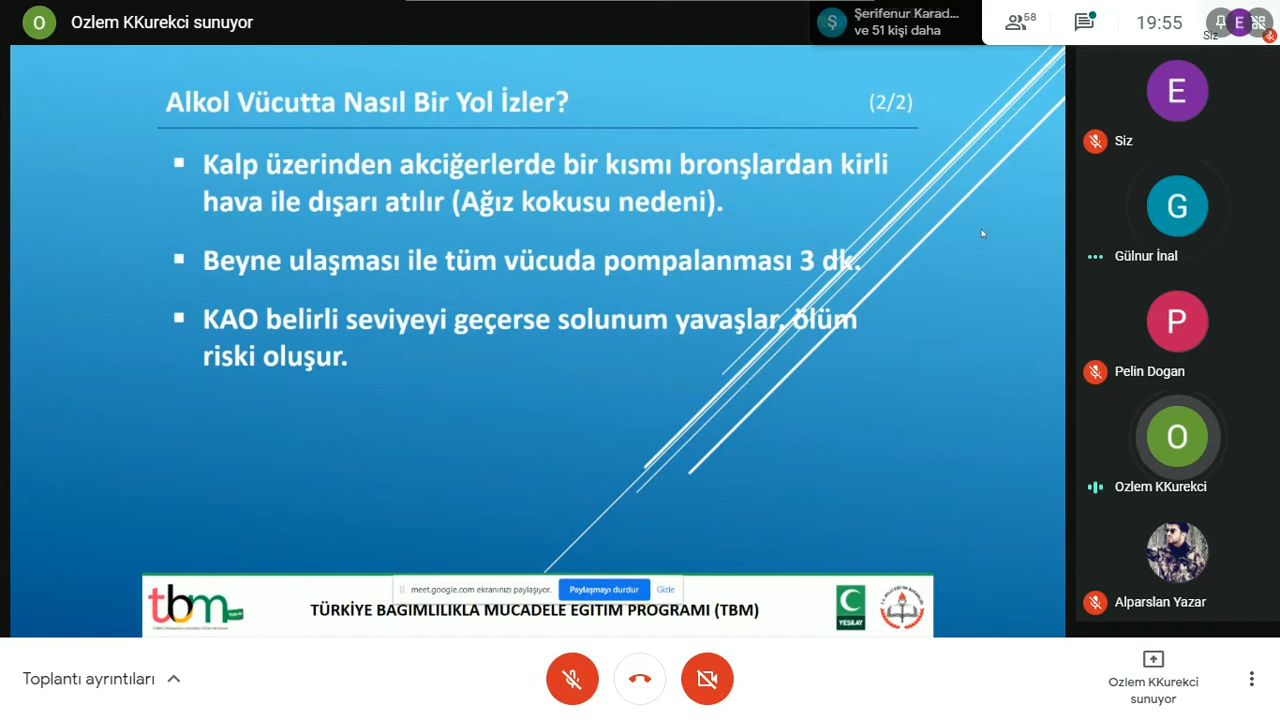 O
Ozlem KKurekci sunuyor
Ş
Şerifenur Karad...
ve 51 kişi daha
58
19:55
E
Siz
Alkol Vücutta Nasıl Bir Yol İzler?
(2/2)
Kalp üzerinden akciğerlerde bir kısmı bronşlardan kirli
hava ile dışarı atılır (Ağız kokusu nedeni).
Beyne ulaşması ile tüm vücuda pompalanması 3 dk.
KAO belirli seviyeyi geçerse solunum yavaşlar, ölüm
riski oluşur.
E
Siz
G
Gülnur İnal
P
Pelin Dogan
O
Ozlem KKurekci
Alparslan Yazar
meet.google.com ekranınızı paylaşıyor.
Paylaşmayı durdur
Gizle
tbm
TÜRKİYE BAGIMLILIKLA MUCADELE EGITIM PROGRAMI (TBM)
YEŞİLAY
Toplantı ayrıntıları
Ozlem KKurekci
sunuyor